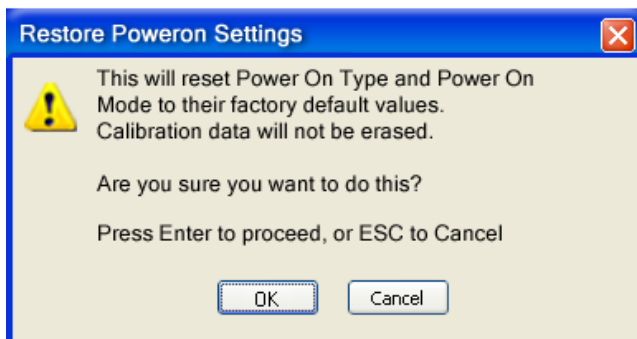 Restore Poweron Settings
This will reset Power On Type and Power On
Mode to their factory default values.
Calibration data will not be erased.
Are you sure you want to do this?
Press Enter to proceed, or ESC to Cancel
OK
Cancel